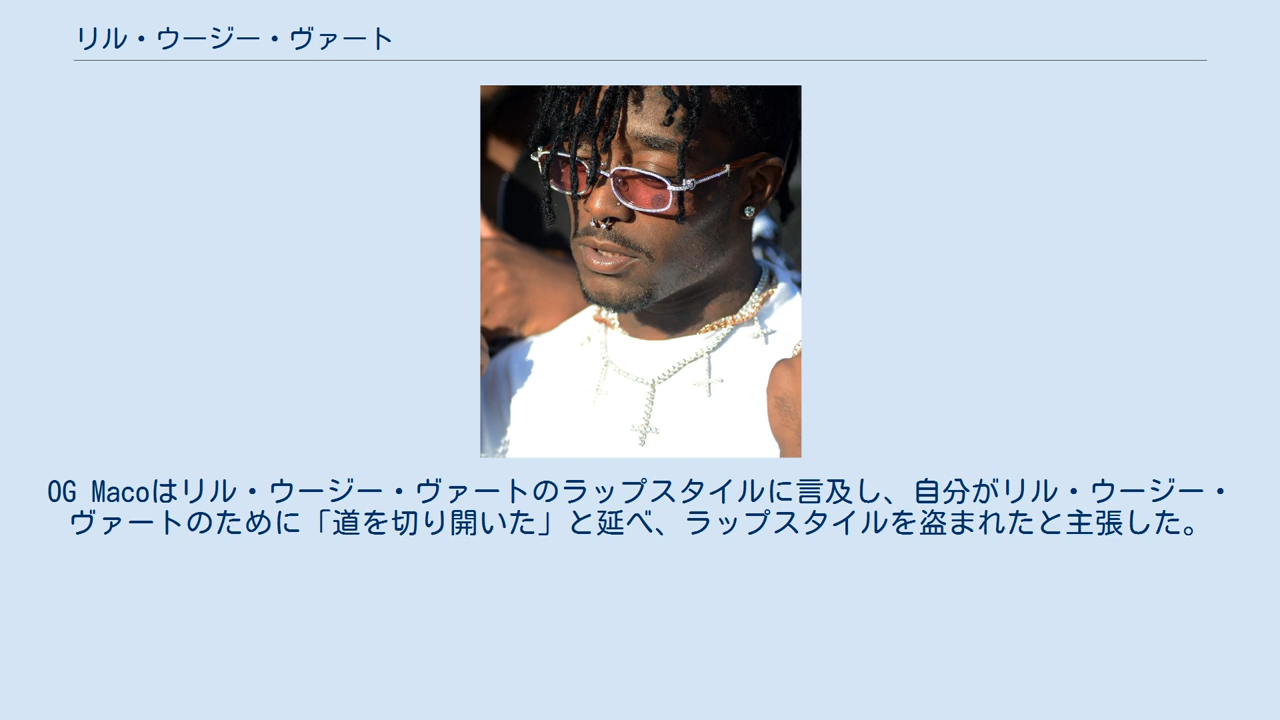 リル・ウージー・ヴァート
OG Macoはリル・ウージー・ヴァートのラップスタイルに言及し、自分がリル・ウージー・
ヴァートのために「道を切り開いた」と延べ、ラップスタイルを盗まれたと主張した。